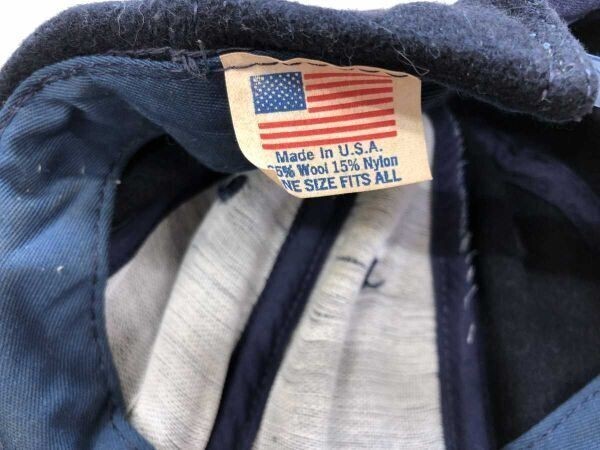 Made In U.S.A.
5% Wool 15% Nylon
NE SIZE FITS ALL